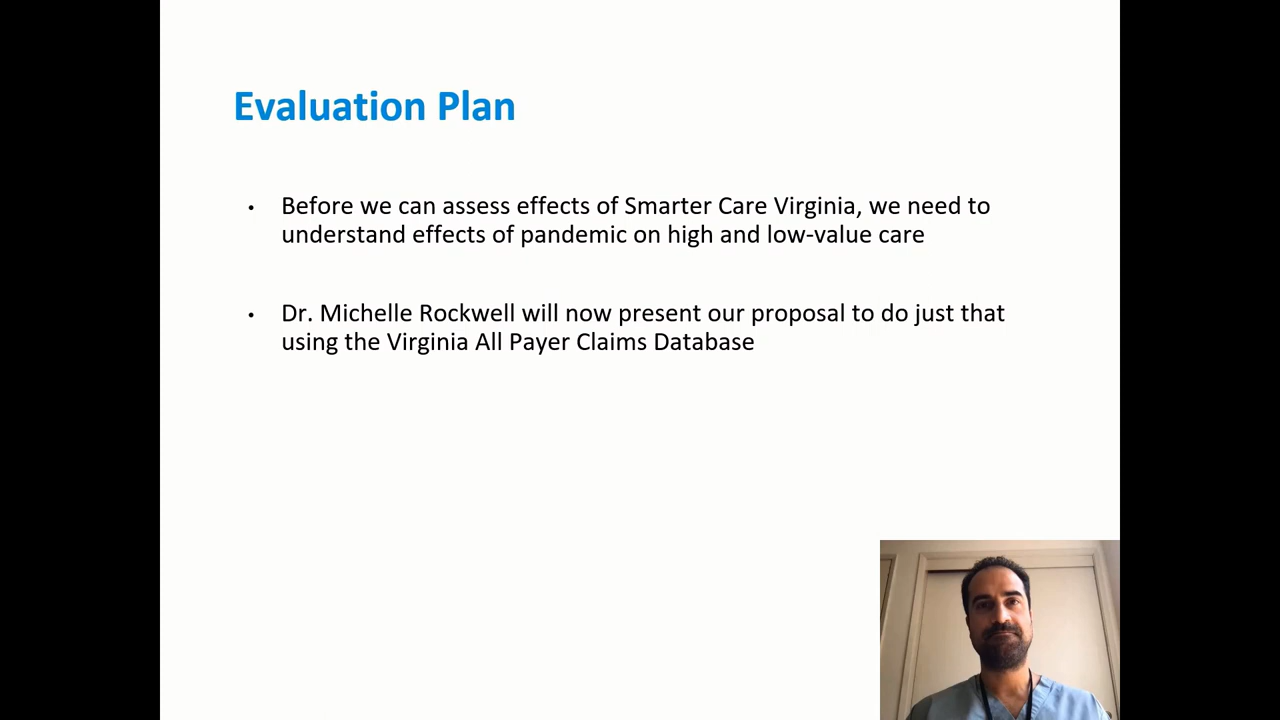 Evaluation Plan
• Before we can assess effects of Smarter Care Virginia, we need to
understand effects of pandemic on high and low-value care
• Dr. Michelle Rockwell will now present our proposal to do just that
using the Virginia All Payer Claims Database